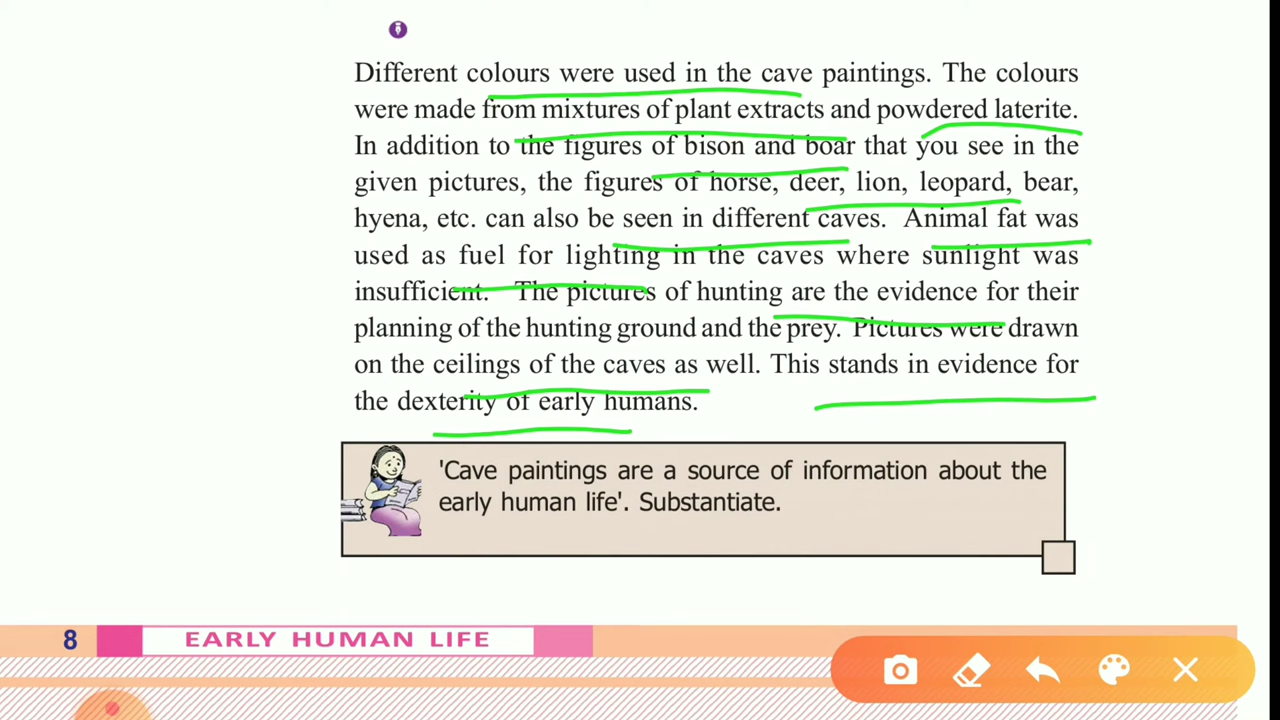 Different colours were used in the cave paintings. The colours
were made from mixtures of plant extracts and powdered laterite.
In addition to the figures of bison and boar that you see in the
given pictures, the figures of horse, deer, lion, leopard, bear,
hyena, etc. can also be seen in different caves. Animal fat was
used as fuel for lighting in the caves where sunlight was
insufficient. The pictures of hunting are the evidence for their
planning of the hunting ground and the prey. Pictures were drawn
on the ceilings of the caves as well. This stands in evidence for
the dexterity of early humans.
'Cave paintings are a source of information about the
early human life'. Substantiate.
8 EARLY HUMAN LIFE